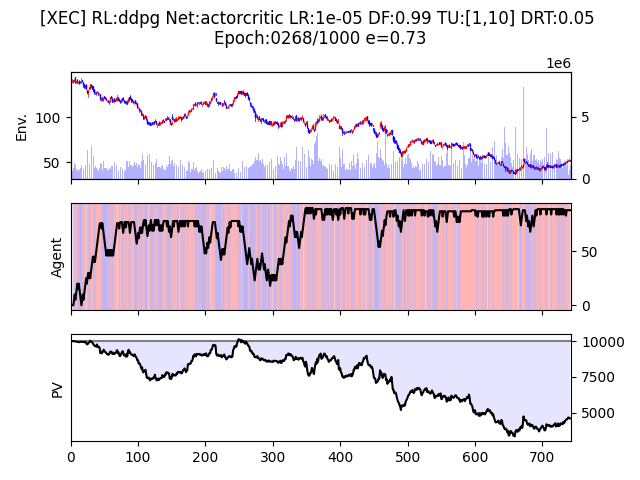 [XEC] RL:ddpg Net:actorcritic LR:1e-05 DF:0.99 TU:[1,10] DRT:0.05
Epoch:0268/1000 e=0.73
1e6
Env.
100
50
5
0
Agent
50
0
PV
10000
7500
5000
0 100 200 300 400 500 600 700